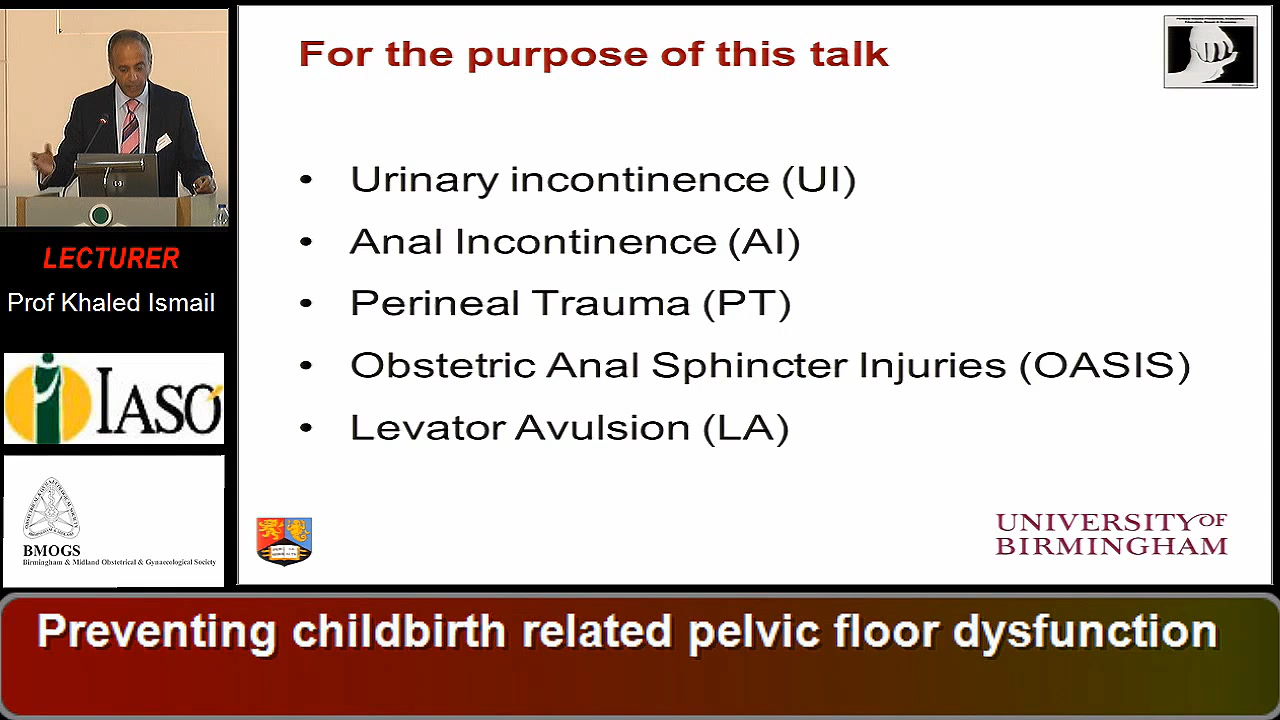 For the purpose of this talk
• Urinary incontinence (UI)
• Anal Incontinence (AI)
• Perineal Trauma (PT)
• Obstetric Anal Sphincter Injuries (OASIS)
• Levator Avulsion (LA)
UNIVERSITY OF
BIRMINGHAM
LECTURER
Prof Khaled Ismail
IASO
BMOGS
Birmingham & Midland Obstetrical & Gynaecological Society
Preventing childbirth related pelvic floor dysfunction